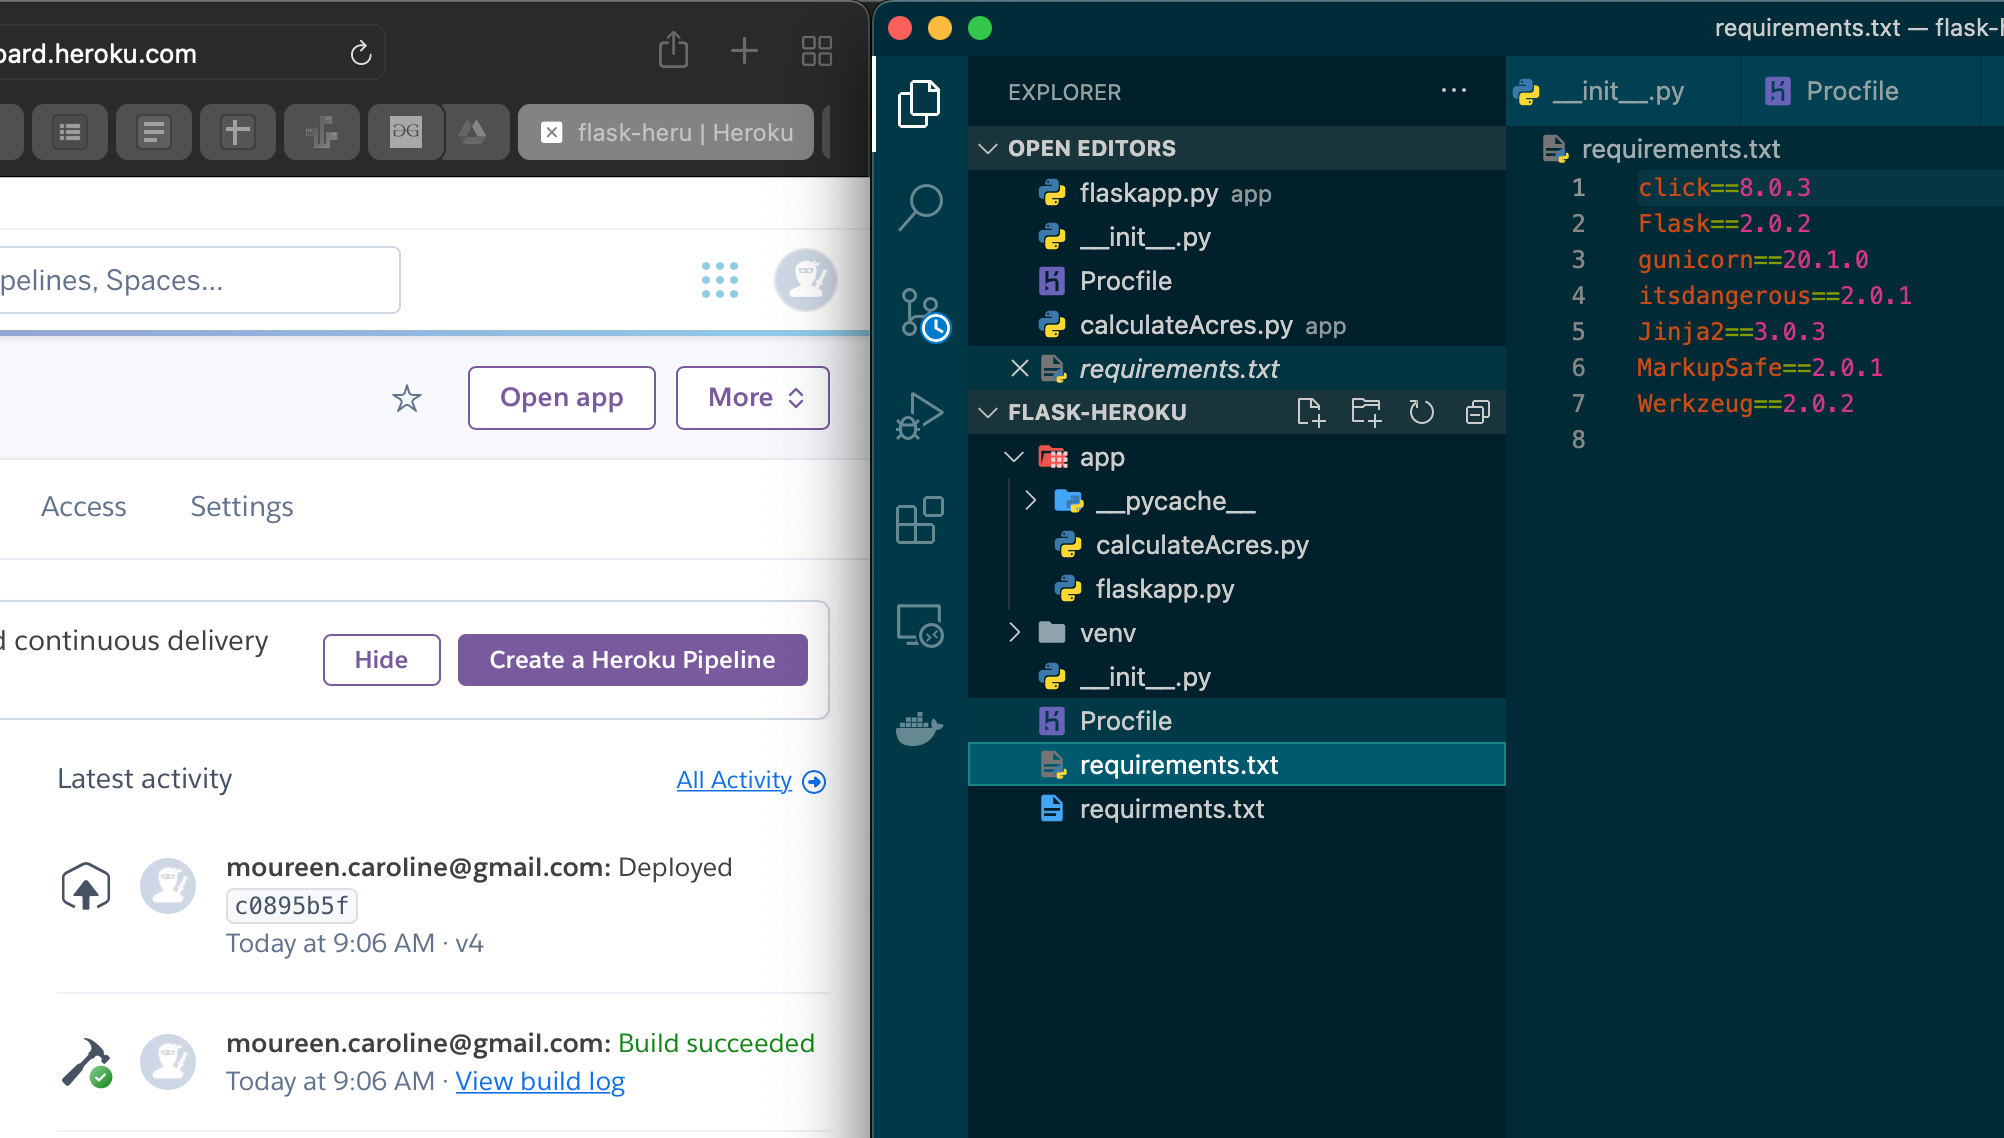 oard.heroku.com
flask-heru | Heroku
pelines, Spaces...
Open app
More
Access
Settings
d continuous delivery
Hide
Create a Heroku Pipeline
Latest activity
All Activity
moureen.caroline@gmail.com: Deployed
c0895b5f
Today at 9:06 AM · v4
moureen.caroline@gmail.com: Build succeeded
Today at 9:06 AM · View build log
requirements.txt — flask-h
EXPLORER
OPEN EDITORS
flaskapp.py app
__init__.py
Procfile
calculateAcres.py app
requirements.txt
FLASK-HEROKU
app
__pycache__
calculateAcres.py
flaskapp.py
venv
__init__.py
Procfile
requirements.txt
requirments.txt
__init__.py
Procfile
requirements.txt
1 click==8.0.3
2 Flask==2.0.2
3 gunicorn==20.1.0
4 itsdangerous==2.0.1
5 Jinja2==3.0.3
6 MarkupSafe==2.0.1
7 Werkzeug==2.0.2
8